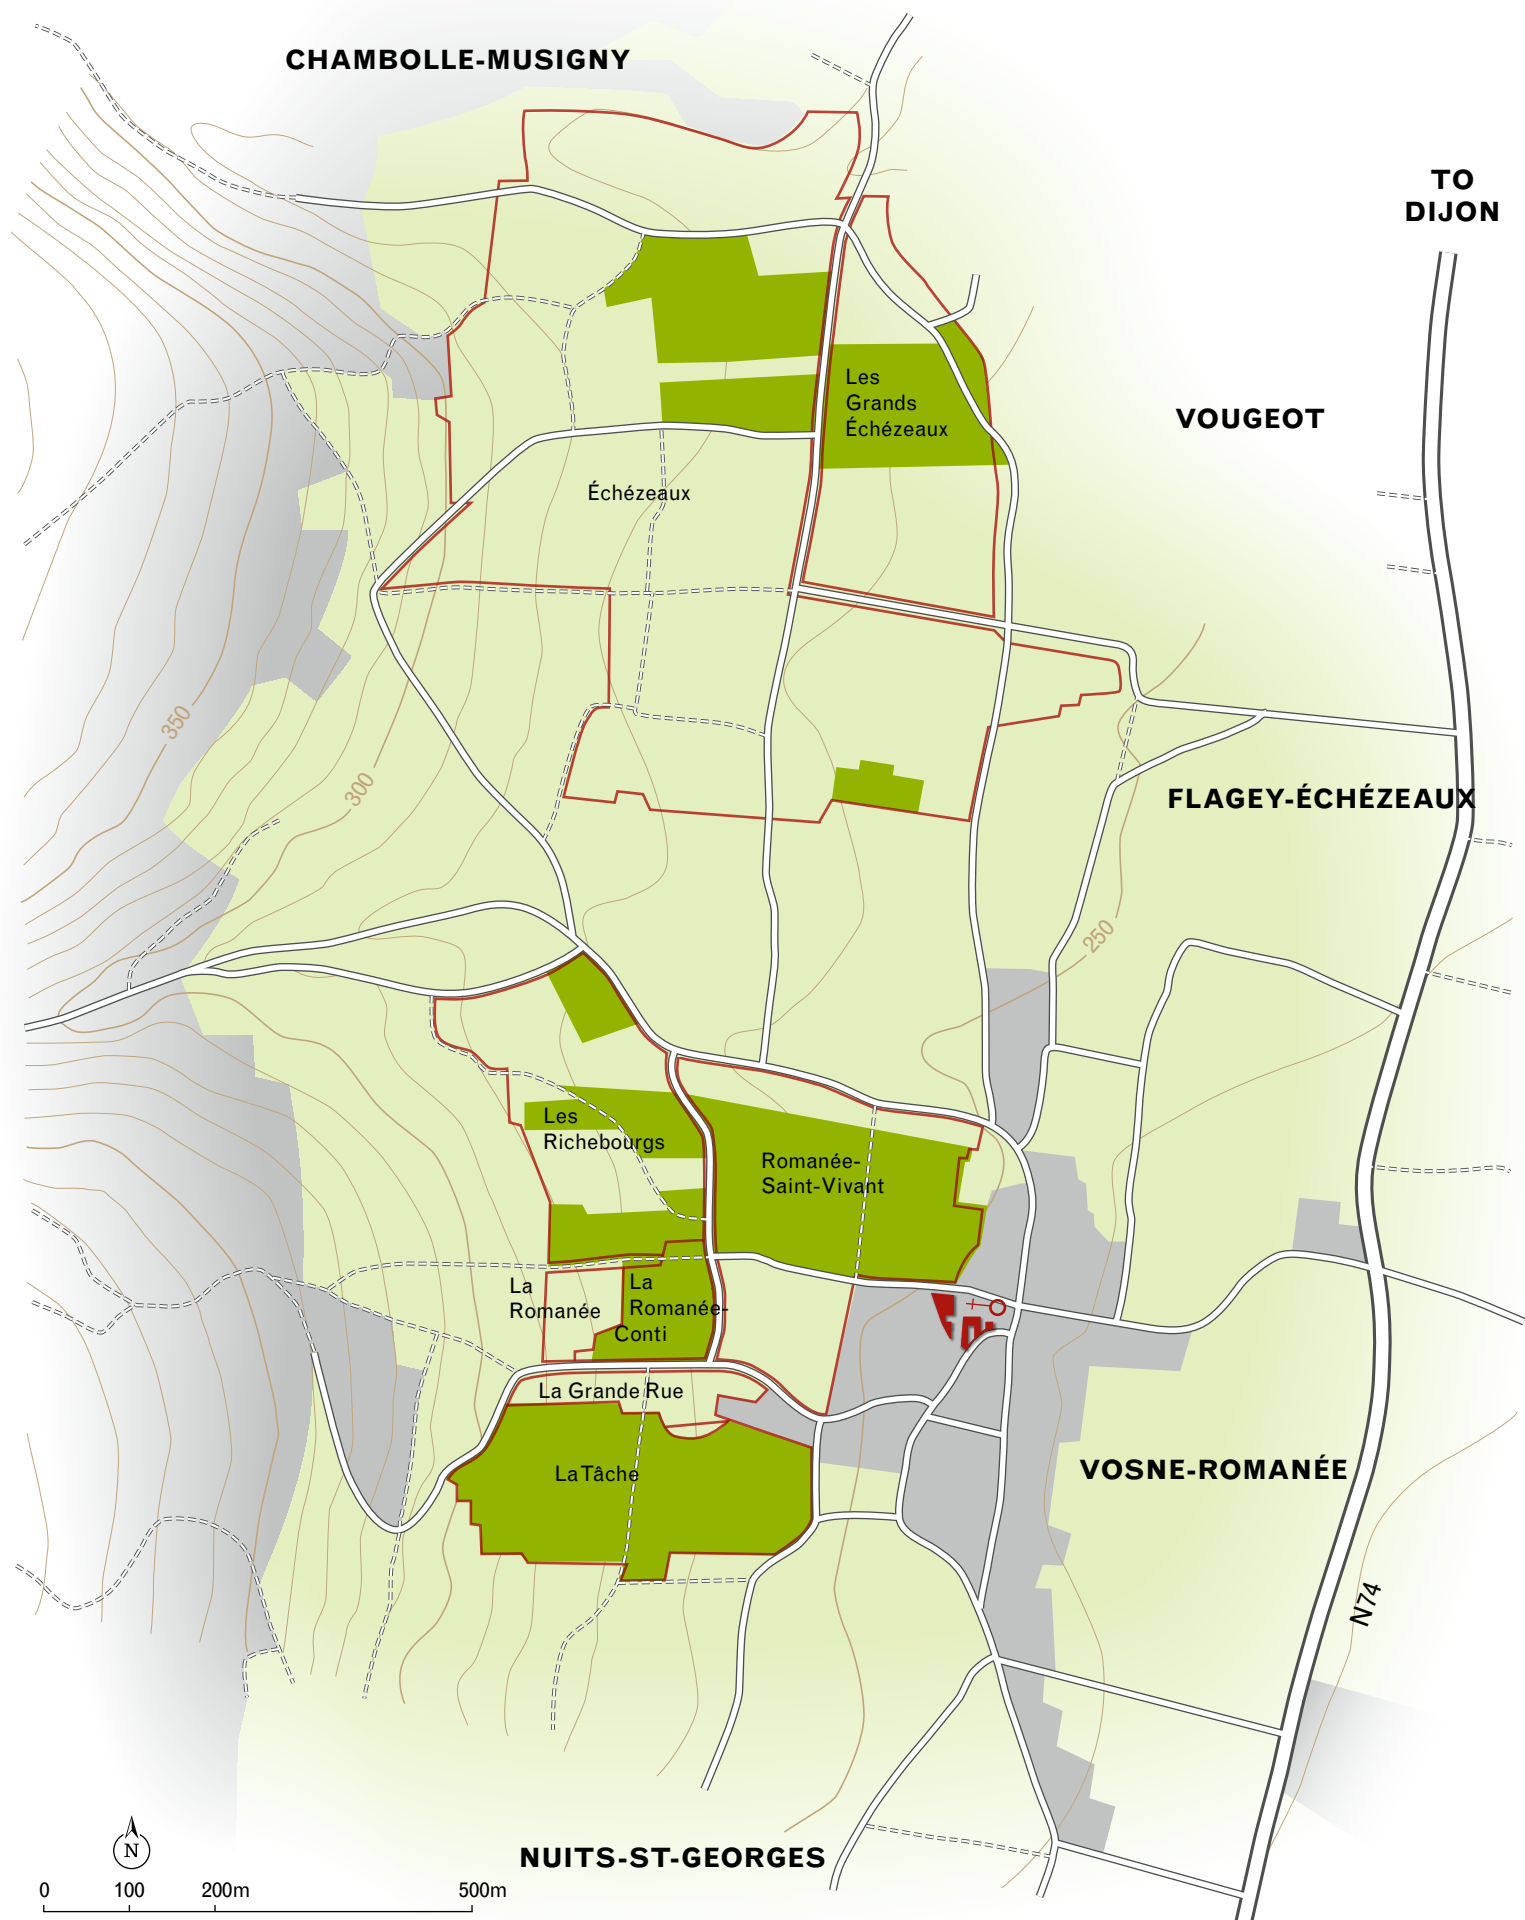 CHAMBOLLE-MUSIGNY
TO
DIJON
Les
Grands
Échézeaux
VOUGEOT
Échézeaux
350
300
FLAGEY-ÉCHÉZEAUX
250
Les
Richebourgs
Romanée-
Saint-Vivant
La
Romanée
La
Romanée-
Conti
La Grande Rue
La Tâche
VOSNE-ROMANÉE
N74
NUITS-ST-GEORGES
N
0 100 200m 500m